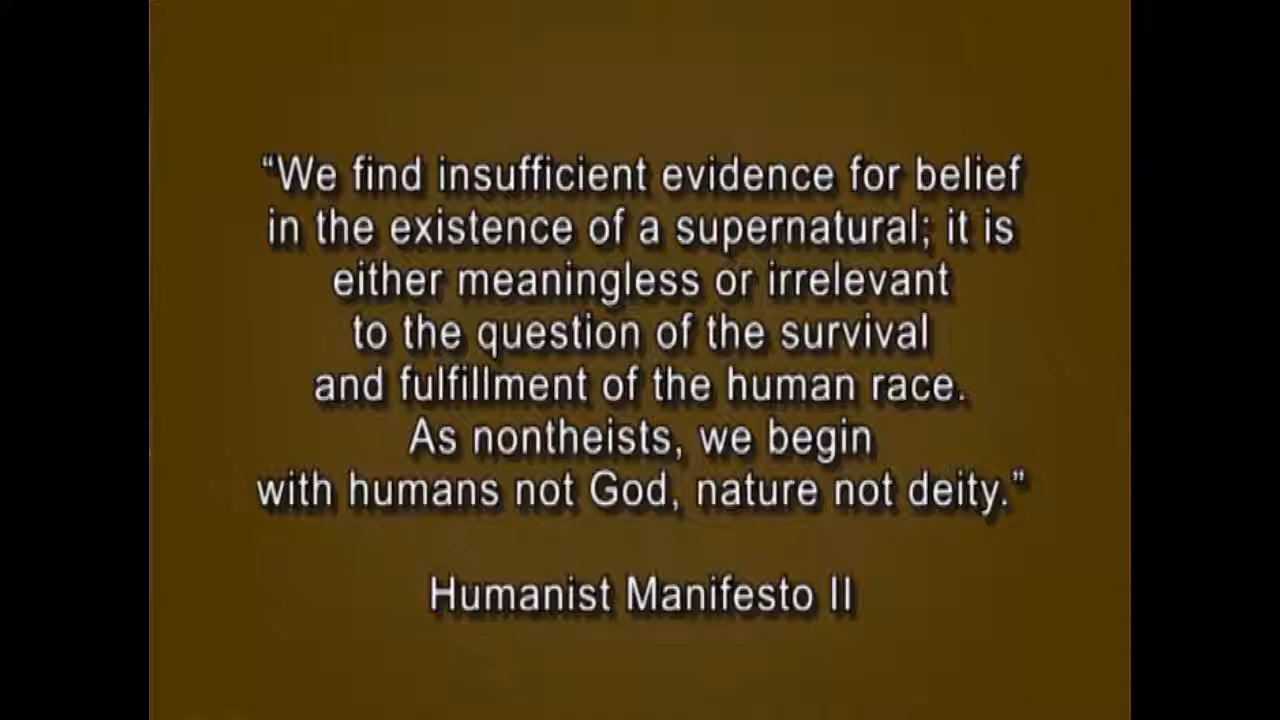 “We find insufficient evidence for belief
in the existence of a supernatural; it is
either meaningless or irrelevant
to the question of the survival
and fulfillment of the human race.
As nontheists, we begin
with humans not God, nature not deity.”
Humanist Manifesto II